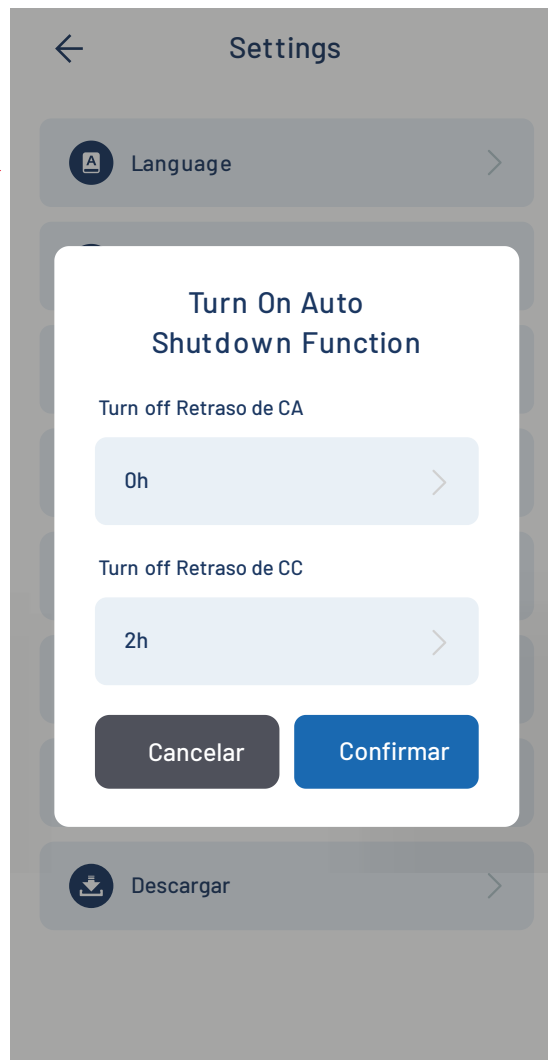 Settings
A
Language
Turn On Auto
Shutdown Function
Turn off Retraso de CA
0h
Turn off Retraso de CC
2h
Cancelar
Confirmar
Descargar